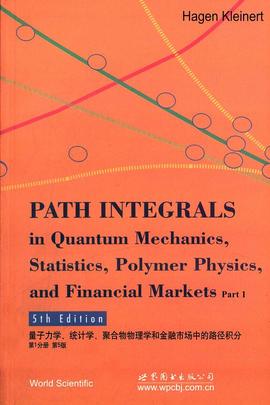 Hagen Kleinert
PATH INTEGRALS
in Quantum Mechanics,
Statistics, Polymer Physics,
and Financial Markets Part 1
5th Edition
量子力学、统计学、聚合物物理学和金融市场中的路径积分
第1分册 第5版
World Scientific
世界图书出版公司
www.wpcbj.com.cn